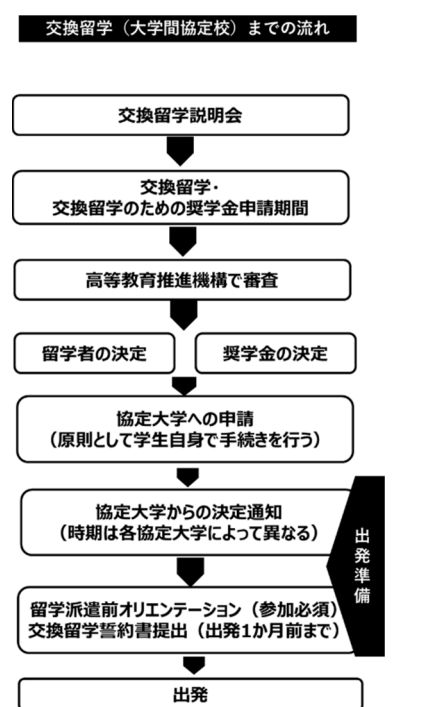 交換留学（大学間協定校）までの流れ
交換留学説明会
交換留学・
交換留学のための奨学金申請期間
高等教育推進機構で審査
留学者の決定
奨学金の決定
協定大学への申請
（原則として学生自身で手続きを行う）
協定大学からの決定通知
（時期は各協定大学によって異なる）
出発準備
留学派遣前オリエンテーション（参加必須）
交換留学誓約書提出（出発1か月前まで）
出発